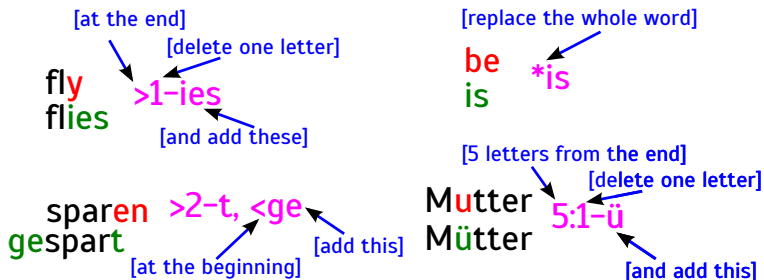 [at the end]
[delete one letter]
fly
flies
>1-ies
[and add these]
[replace the whole word]
be
is
*is
sparen
gespart
>2-t, <ge
[at the beginning]
[add this]
[5 letters from the end]
[delete one letter]
Mutter
Mütter
5:1-ü
[and add this]